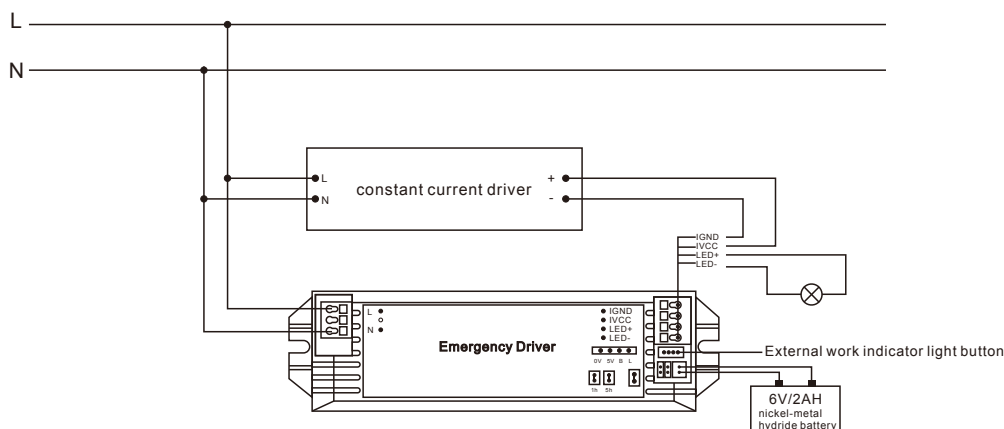 L
N
L
constant current driver
+
N
-
IGND
IVCC
LED+
LED-
L
N
IGND
IVCC
LED+
LED-
Emergency Driver
0V 5V B L
1h 5h
External work indicator light button
6V/2AH
nickel-metal
hydride battery